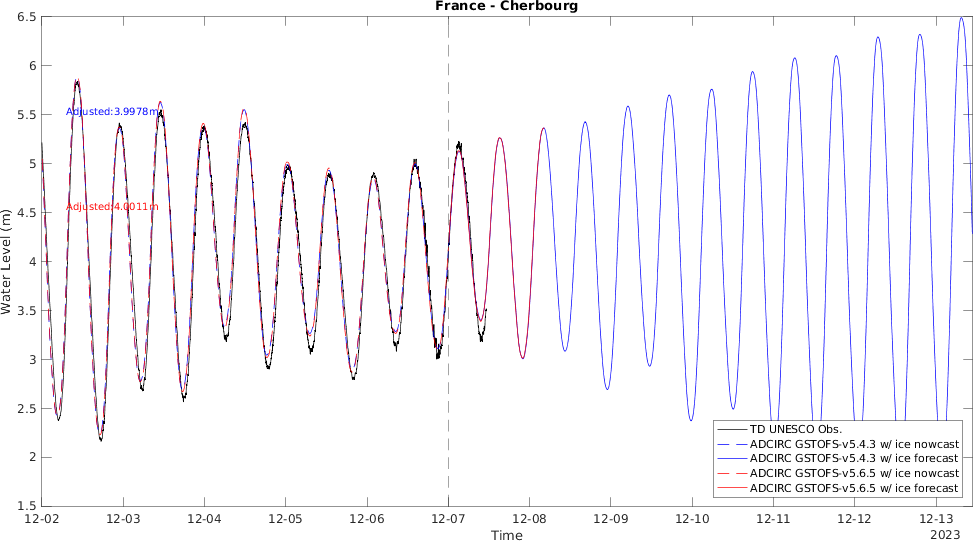 France - Cherbourg
6.5
6
5.5
5
4.5
4
3.5
3
2.5
2
1.5
Water Level (m)
Adjusted:3.9978m
Adjusted:4.0011m
TD UNESCO Obs.
ADCIRC GSTOFS-v5.4.3 w/ ice nowcast
ADCIRC GSTOFS-v5.4.3 w/ ice forecast
ADCIRC GSTOFS-v5.6.5 w/ ice nowcast
ADCIRC GSTOFS-v5.6.5 w/ ice forecast
12-02 12-03 12-04 12-05 12-06 12-07 12-08 12-09 12-10 12-11 12-12 12-13
Time
2023